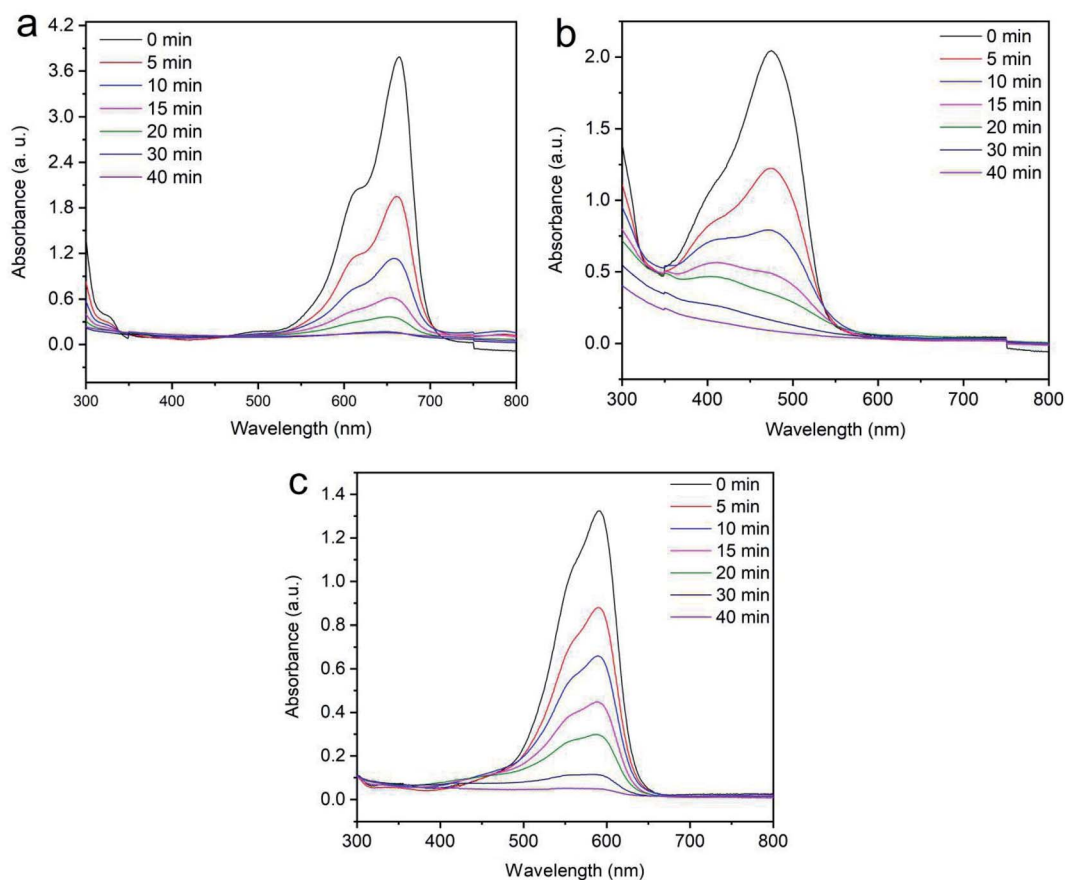 a
4.2
3.6
3.0
2.4
1.8
1.2
0.6
0.0
Absorbance (a. u.)
0 min
5 min
10 min
15 min
20 min
30 min
40 min
300 400 500 600 700 800
Wavelength (nm)
b
2.0
1.5
1.0
0.5
0.0
Absorbance (a.u.)
0 min
5 min
10 min
15 min
20 min
30 min
40 min
300 400 500 600 700 800
Wavelength (nm)
c
1.4
1.2
1.0
0.8
0.6
0.4
0.2
0.0
Absorbance (a.u.)
0 min
5 min
10 min
15 min
20 min
30 min
40 min
300 400 500 600 700 800
Wavelength (nm)